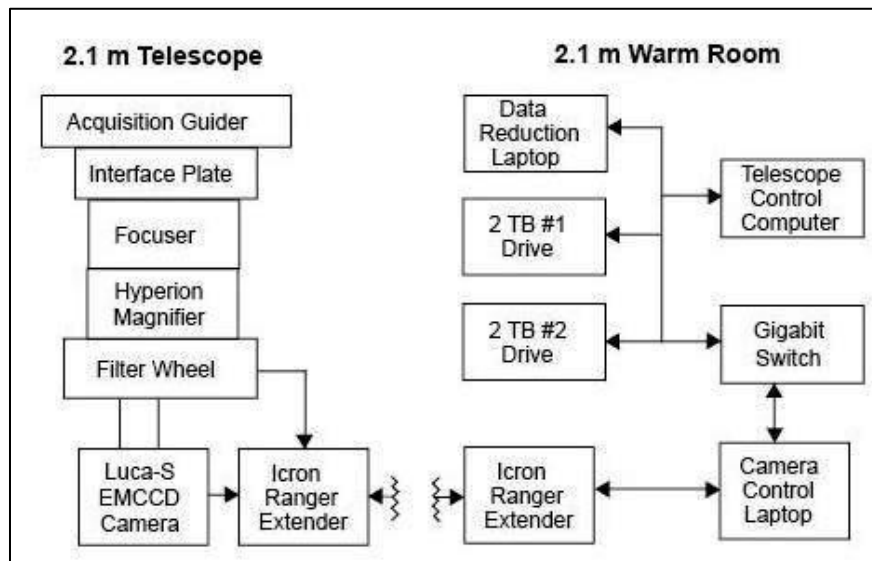 2.1 m Telescope
Acquisition Guider
Interface Plate
Focuser
Hyperion
Magnifier
Filter Wheel
Luca-S
EMCCD
Camera
Icron
Ranger
Extender
2.1 m Warm Room
Data
Reduction
Laptop
Telescope
Control
Computer
2 TB #1
Drive
2 TB #2
Drive
Gigabit
Switch
Icron
Ranger
Extender
Camera
Control
Laptop